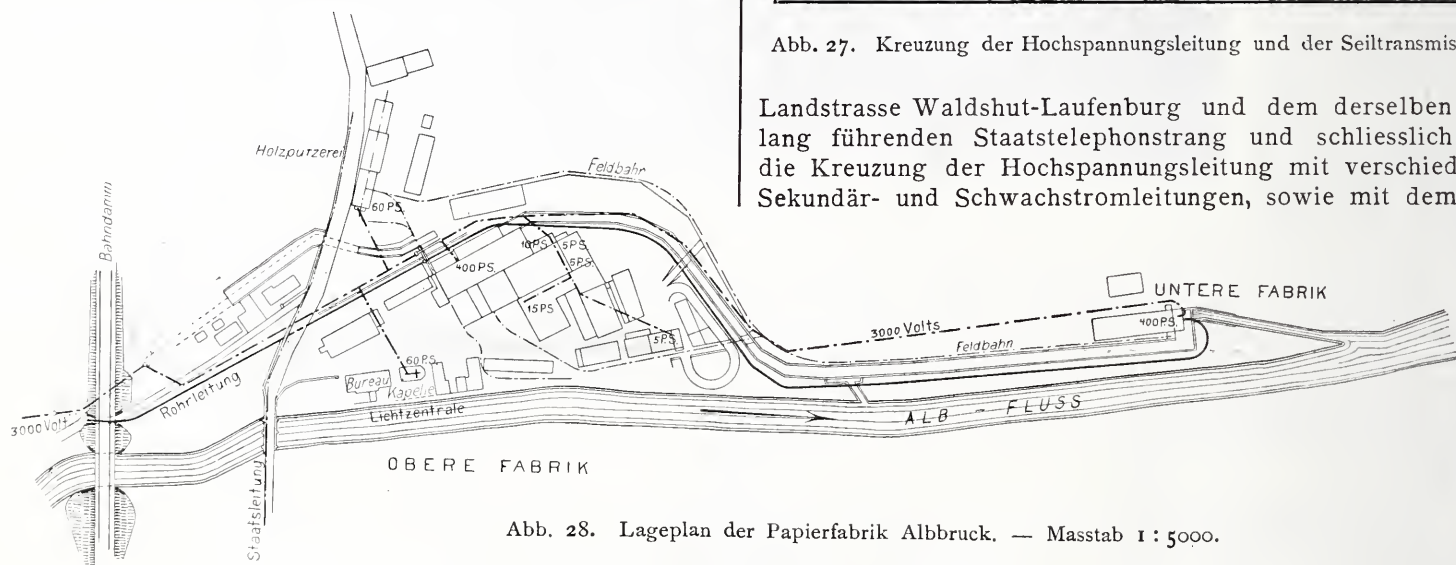 Abb. 27. Kreuzung der Hochspannungsleitung und der Seiltransmis
Landstrasse Waldshut-Laufenburg und dem derselben
lang führenden Staatstelephonstrang und schliesslich
die Kreuzung der Hochspannungsleitung mit verschied
Sekundär- und Schwachstromleitungen, sowie mit dem
Holzputzerei
Feldbahn
Bahndamm
60 PS.
400 PS.
10 PS.
5 PS.
5 PS.
15 PS.
5 PS.
60 PS.
3000 Volts
UNTERE FABRIK
400 PS.
Feldbahn
Rohrleitung
Bureau
Kapelle
Lichtzentrale
3000 Volt
ALB - FLUSS
OBERE FABRIK
Staatsleitung
Abb. 28. Lageplan der Papierfabrik Albbruck. — Masstab 1 : 5000.